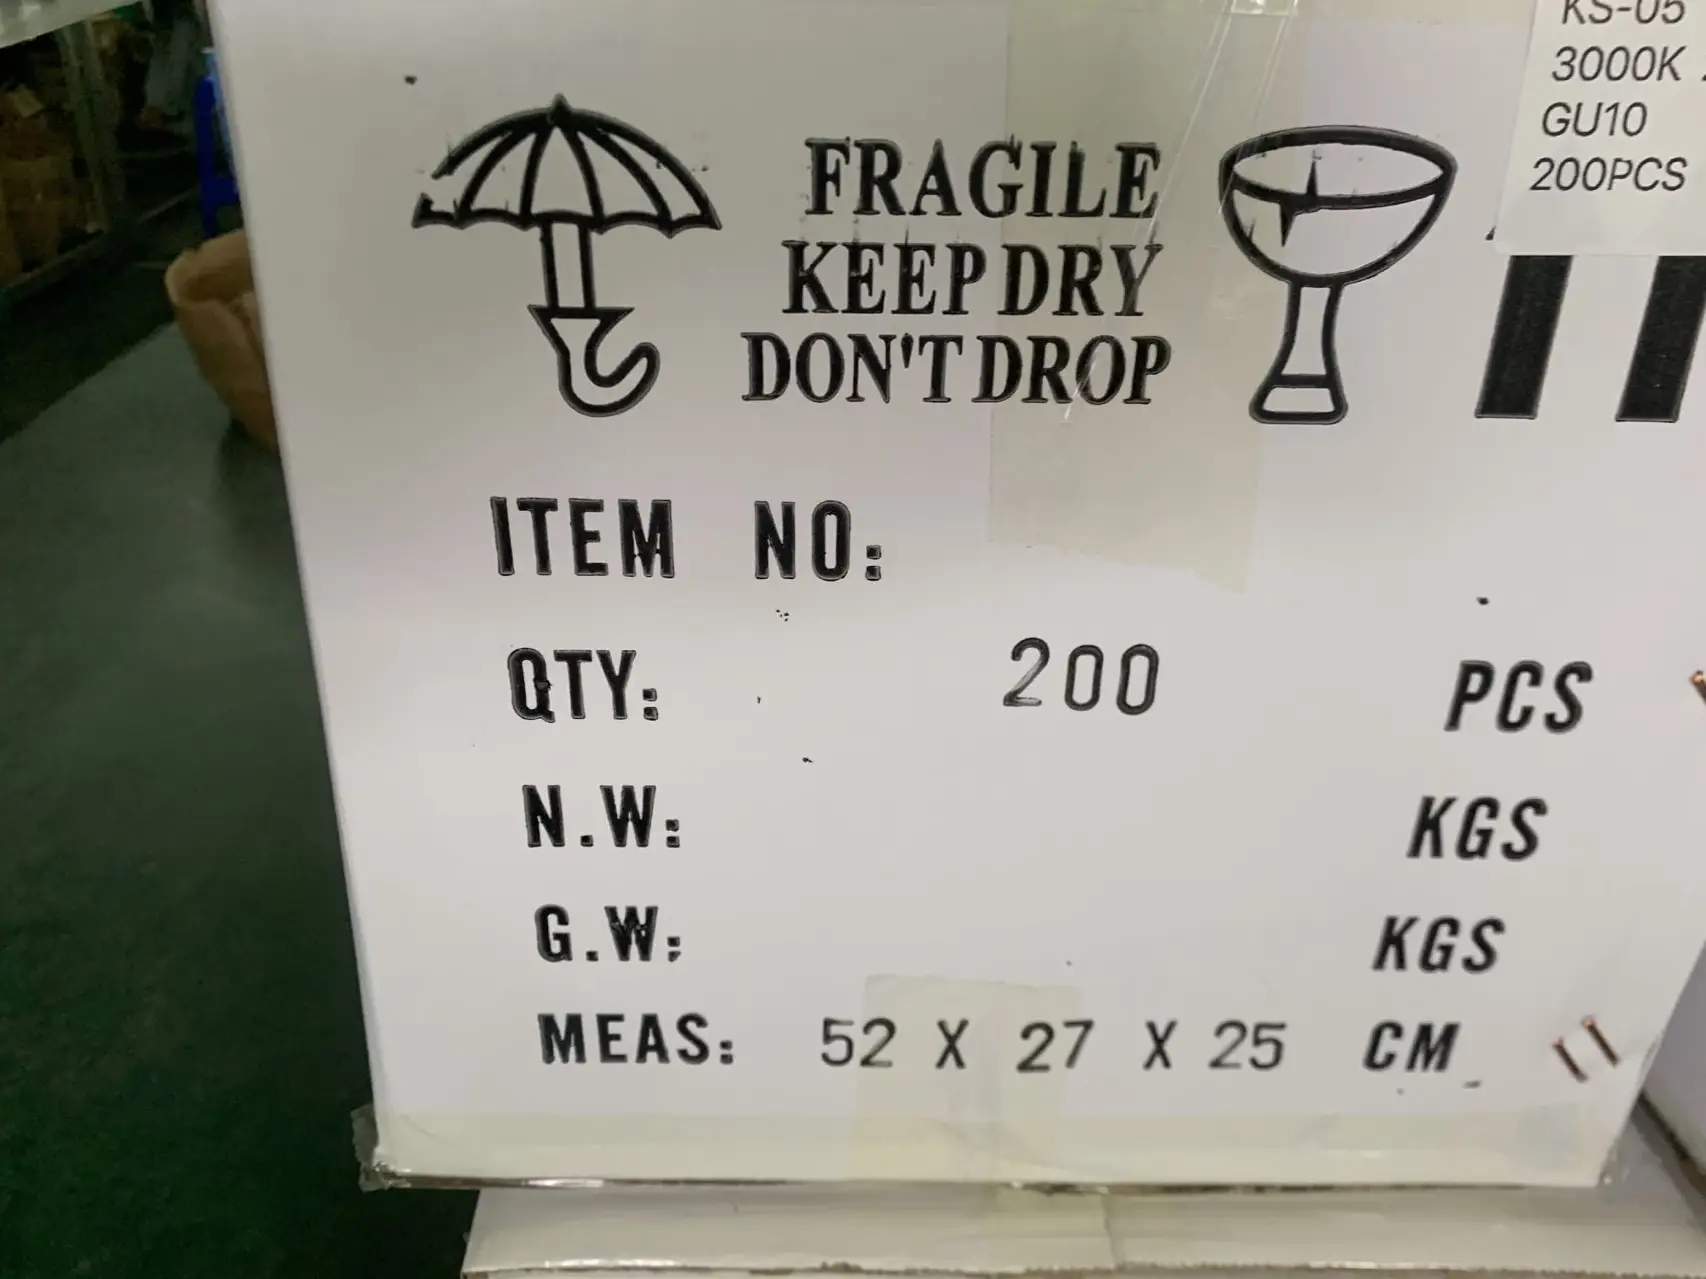 KS-05
3000K
GU10
200PCS
FRAGILE
KEEP DRY
DON'T DROP
ITEM NO:
QTY: 200 PCS
N.W: KGS
G.W: KGS
MEAS: 52 X 27 X 25 CM